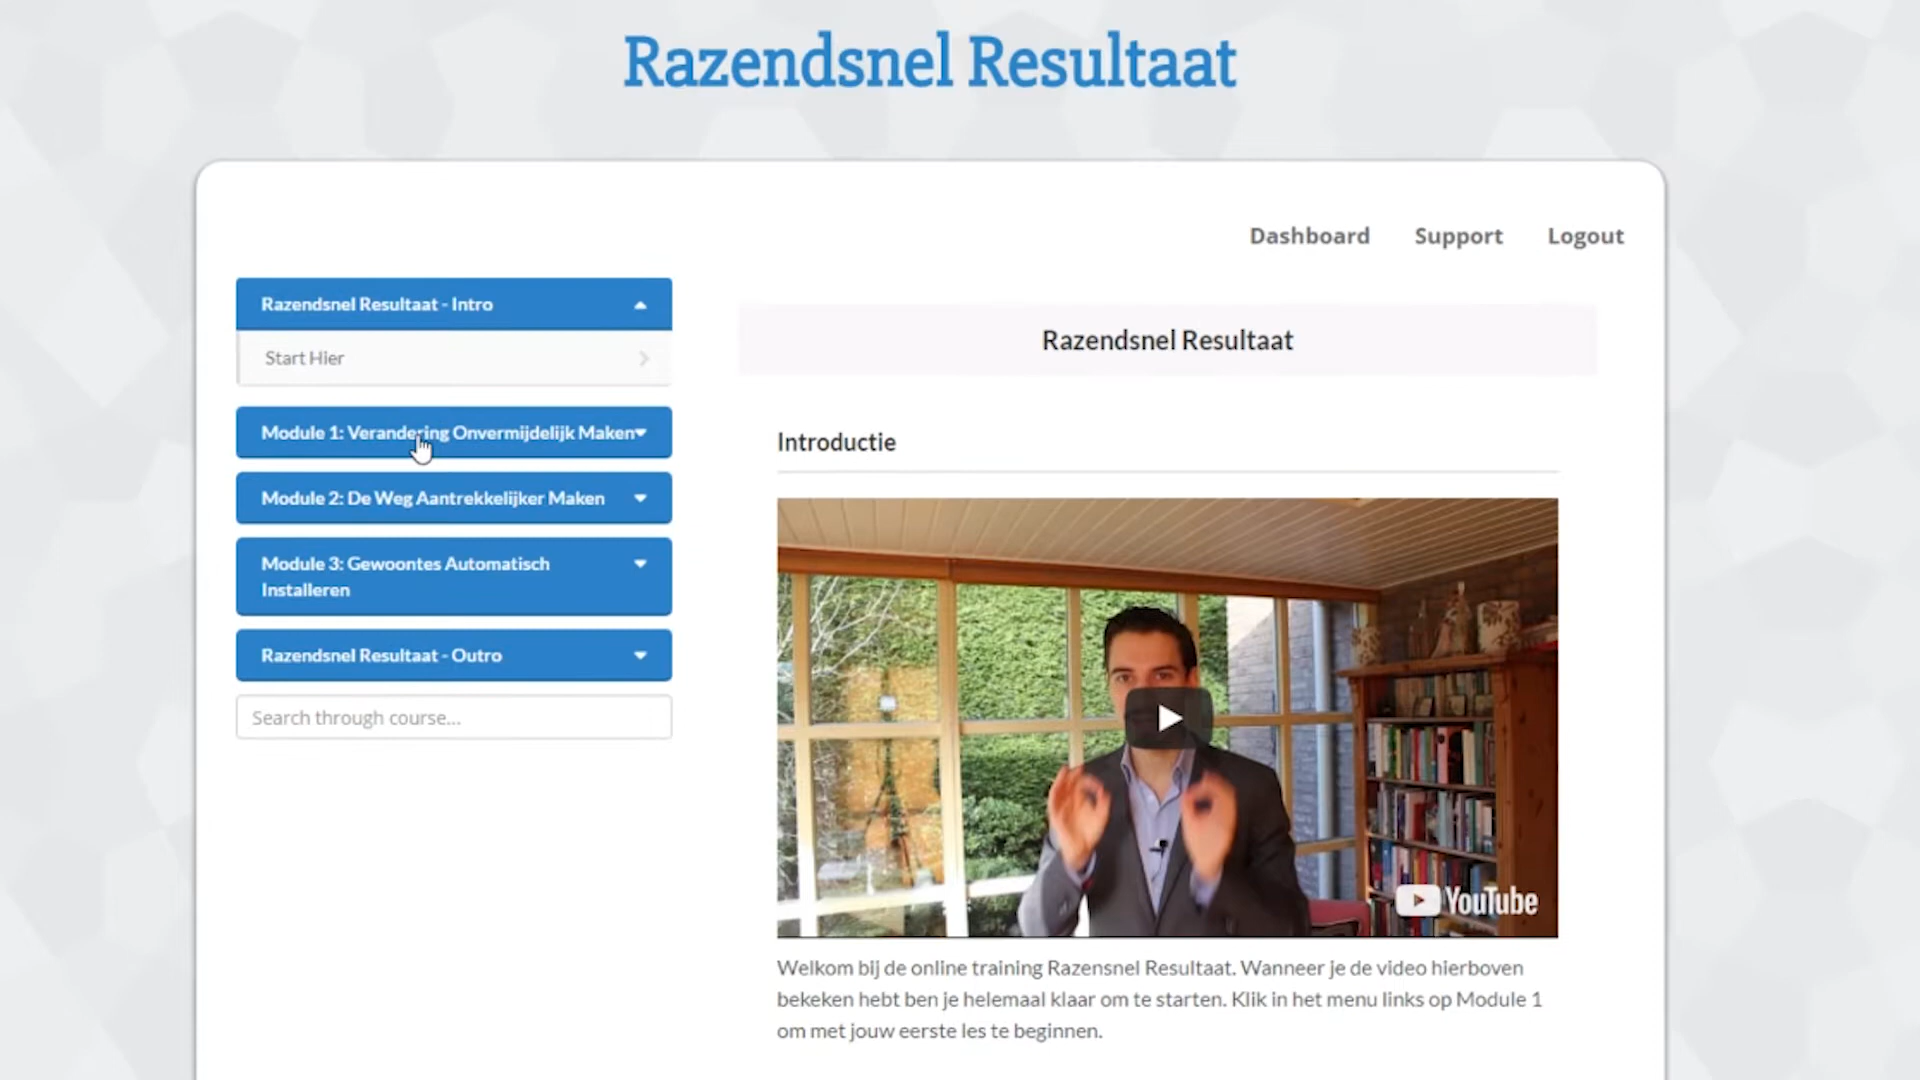 Razendsnel Resultaat
Dashboard Support Logout
Razendsnel Resultaat - Intro
Start Hier
Module 1: Verandering Onvermijdelijk Maken
Module 2: De Weg Aantrekkelijker Maken
Module 3: Gewoontes Automatisch
Installeren
Razendsnel Resultaat - Outro
Search through course...
Razendsnel Resultaat
Introductie
YouTube
Welkom bij de online training Razensnel Resultaat. Wanneer je de video hierboven
bekeken hebt ben je helemaal klaar om te starten. Klik in het menu links op Module 1
om met jouw eerste les te beginnen.